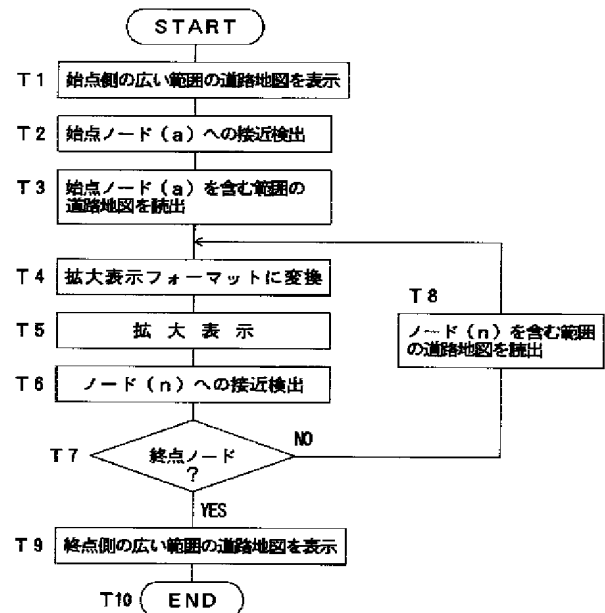 START
T1 始点側の広い範囲の道路地図を表示
T2 始点ノード(a)への接近検出
T3 始点ノード(a)を含む範囲の
道路地図を読出
T4 拡大表示フォーマットに変換
T8
T5 拡大表示
ノード(n)を含む範囲
の道路地図を読出
T6 ノード(n)への接近検出
T7 終点ノード
?
NO
YES
T9 終点側の広い範囲の道路地図を表示
T10 END